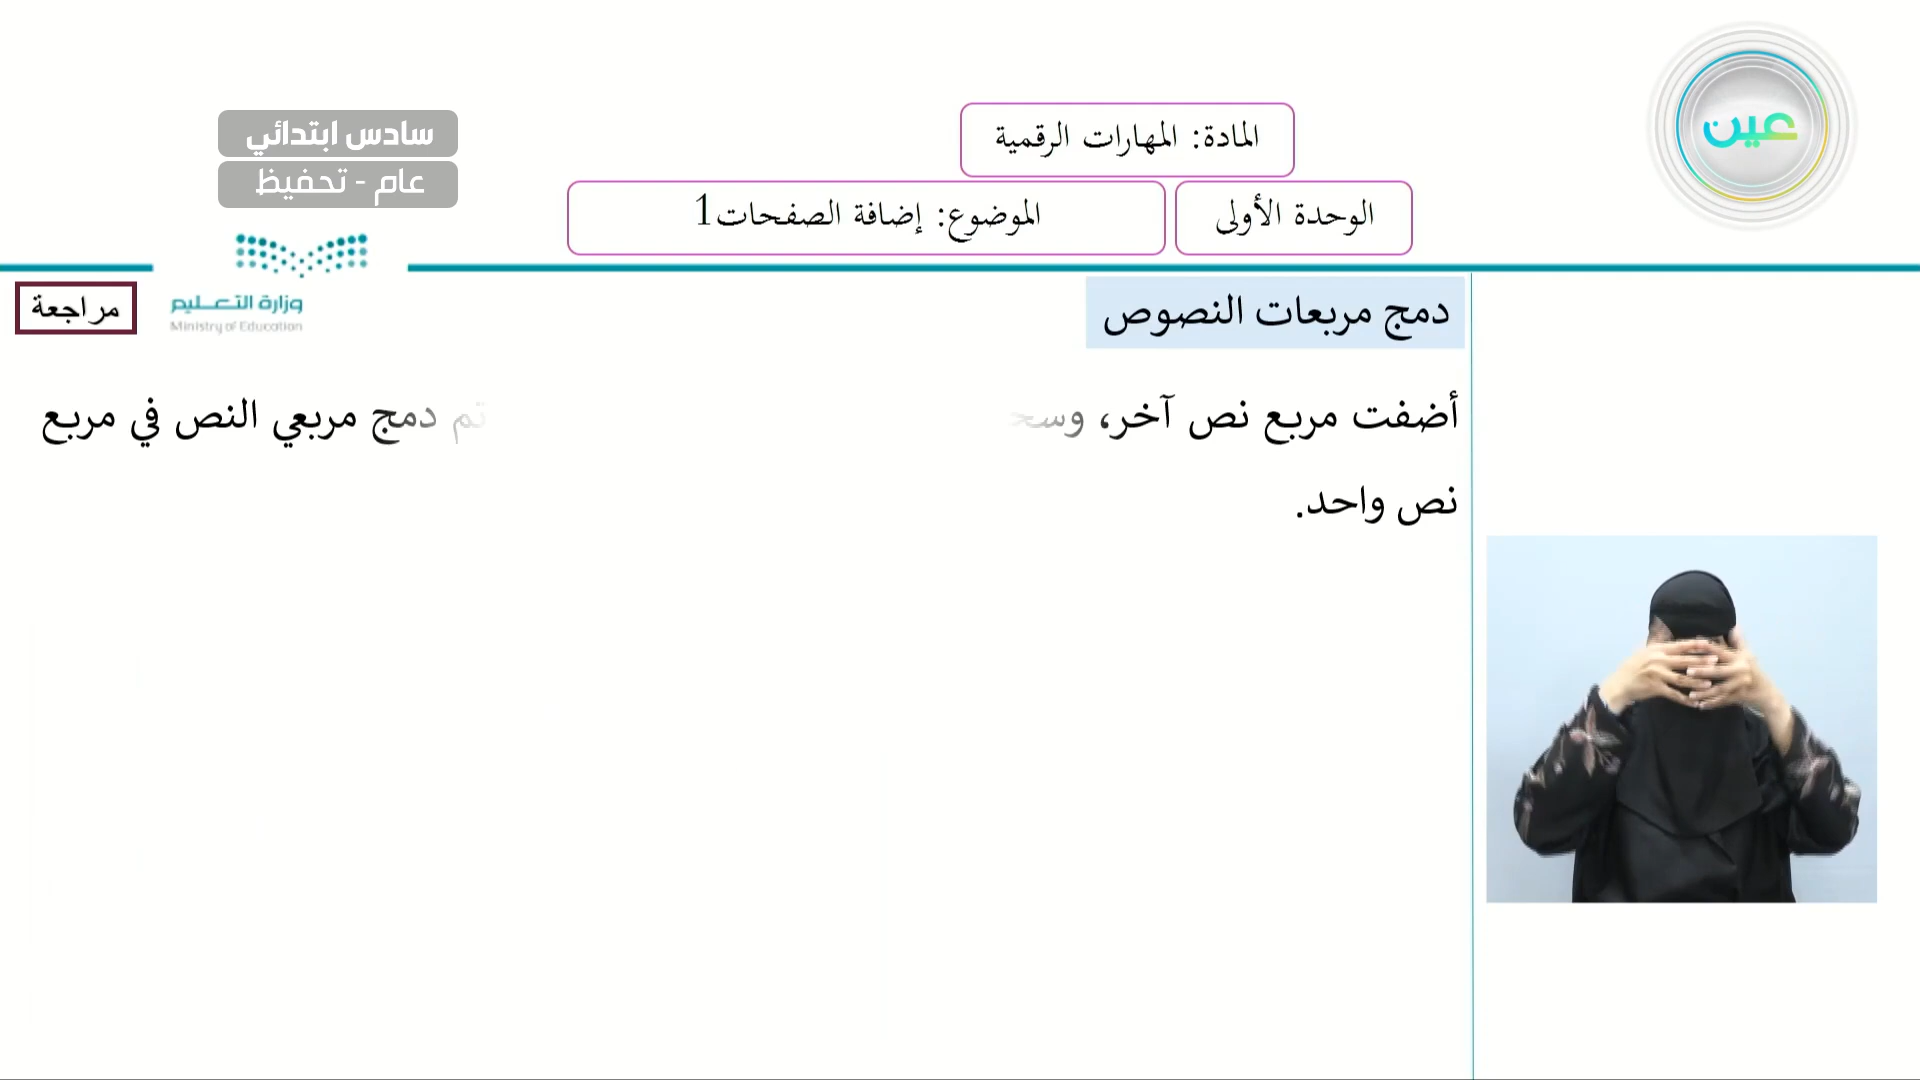 عين
المادة: المهارات الرقمية
سادس ابتدائي
عام - تحفيظ
الوحدة الأولى
الموضوع: إضافة الصفحات1
وزارة التعليم
Ministry of Education
مراجعة
دمج مربعات النصوص
أضفت مربع نص آخر، تم دمج مربعي النص في مربع
نص واحد.